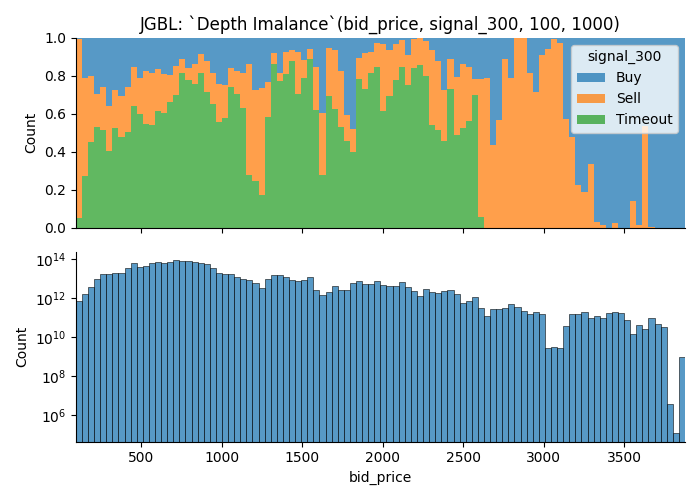 JGBL: `Depth Imalance`(bid_price, signal_300, 100, 1000)
Count
1.0
0.8
0.6
0.4
0.2
0.0
signal_300
Buy
Sell
Timeout
Count
10^14
10^12
10^10
10^8
10^6
500 1000 1500 2000 2500 3000 3500
bid_price